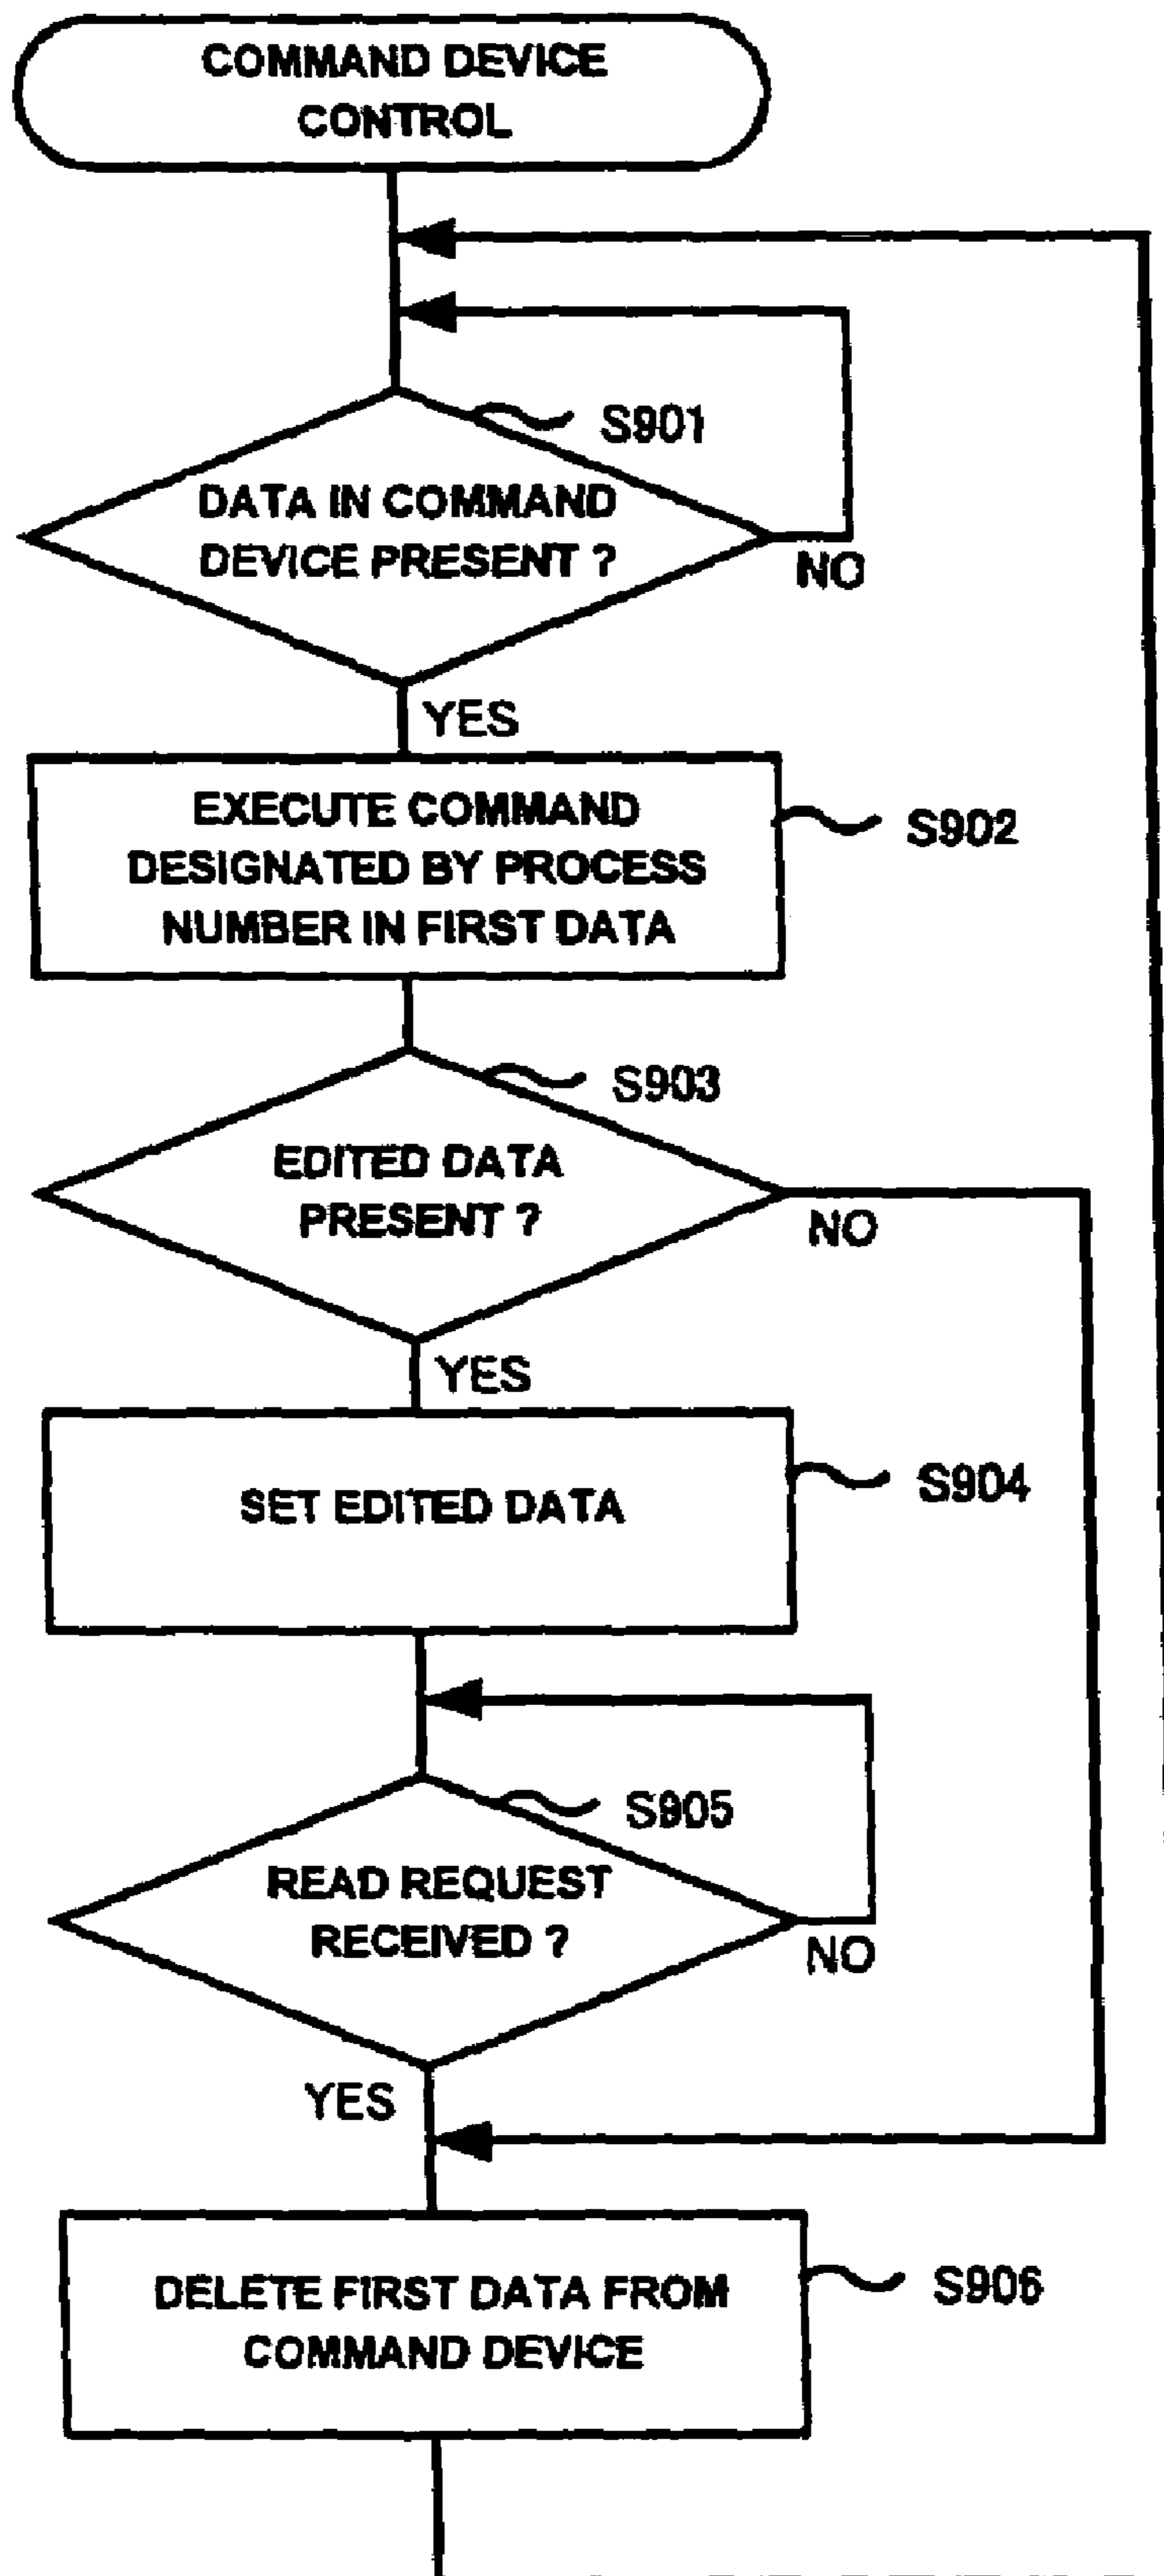 COMMAND DEVICE
CONTROL
S901
DATA IN COMMAND
DEVICE PRESENT ?
NO
YES
EXECUTE COMMAND
DESIGNATED BY PROCESS
NUMBER IN FIRST DATA
S902
S903
EDITED DATA
PRESENT ?
NO
YES
SET EDITED DATA
S904
S905
READ REQUEST
RECEIVED ?
NO
YES
DELETE FIRST DATA FROM
COMMAND DEVICE
S906